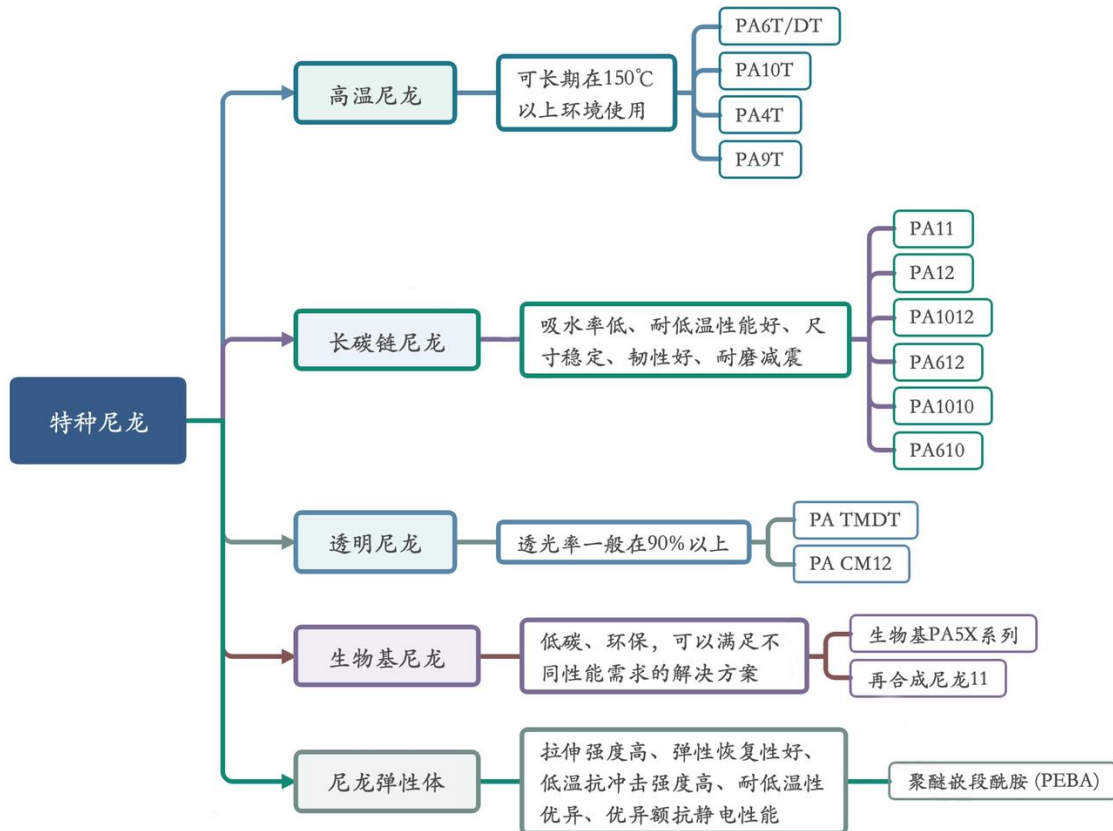 特种尼龙
高温尼龙
可长期在150℃
以上环境使用
PA6T/DT
PA10T
PA4T
PA9T
长碳链尼龙
吸水率低、耐低温性能好、尺
寸稳定、韧性好、耐磨减震
PA11
PA12
PA1012
PA612
PA1010
PA610
透明尼龙
透光率一般在90%以上
PA TMDT
PA CM12
生物基尼龙
低碳、环保，可以满足不
同性能需求的解决方案
生物基PA5X系列
再合成尼龙11
尼龙弹性体
拉伸强度高、弹性恢复性好、
低温抗冲击强度高、耐低温性
优异、优异额抗静电性能
聚醚嵌段酰胺 (PEBA)